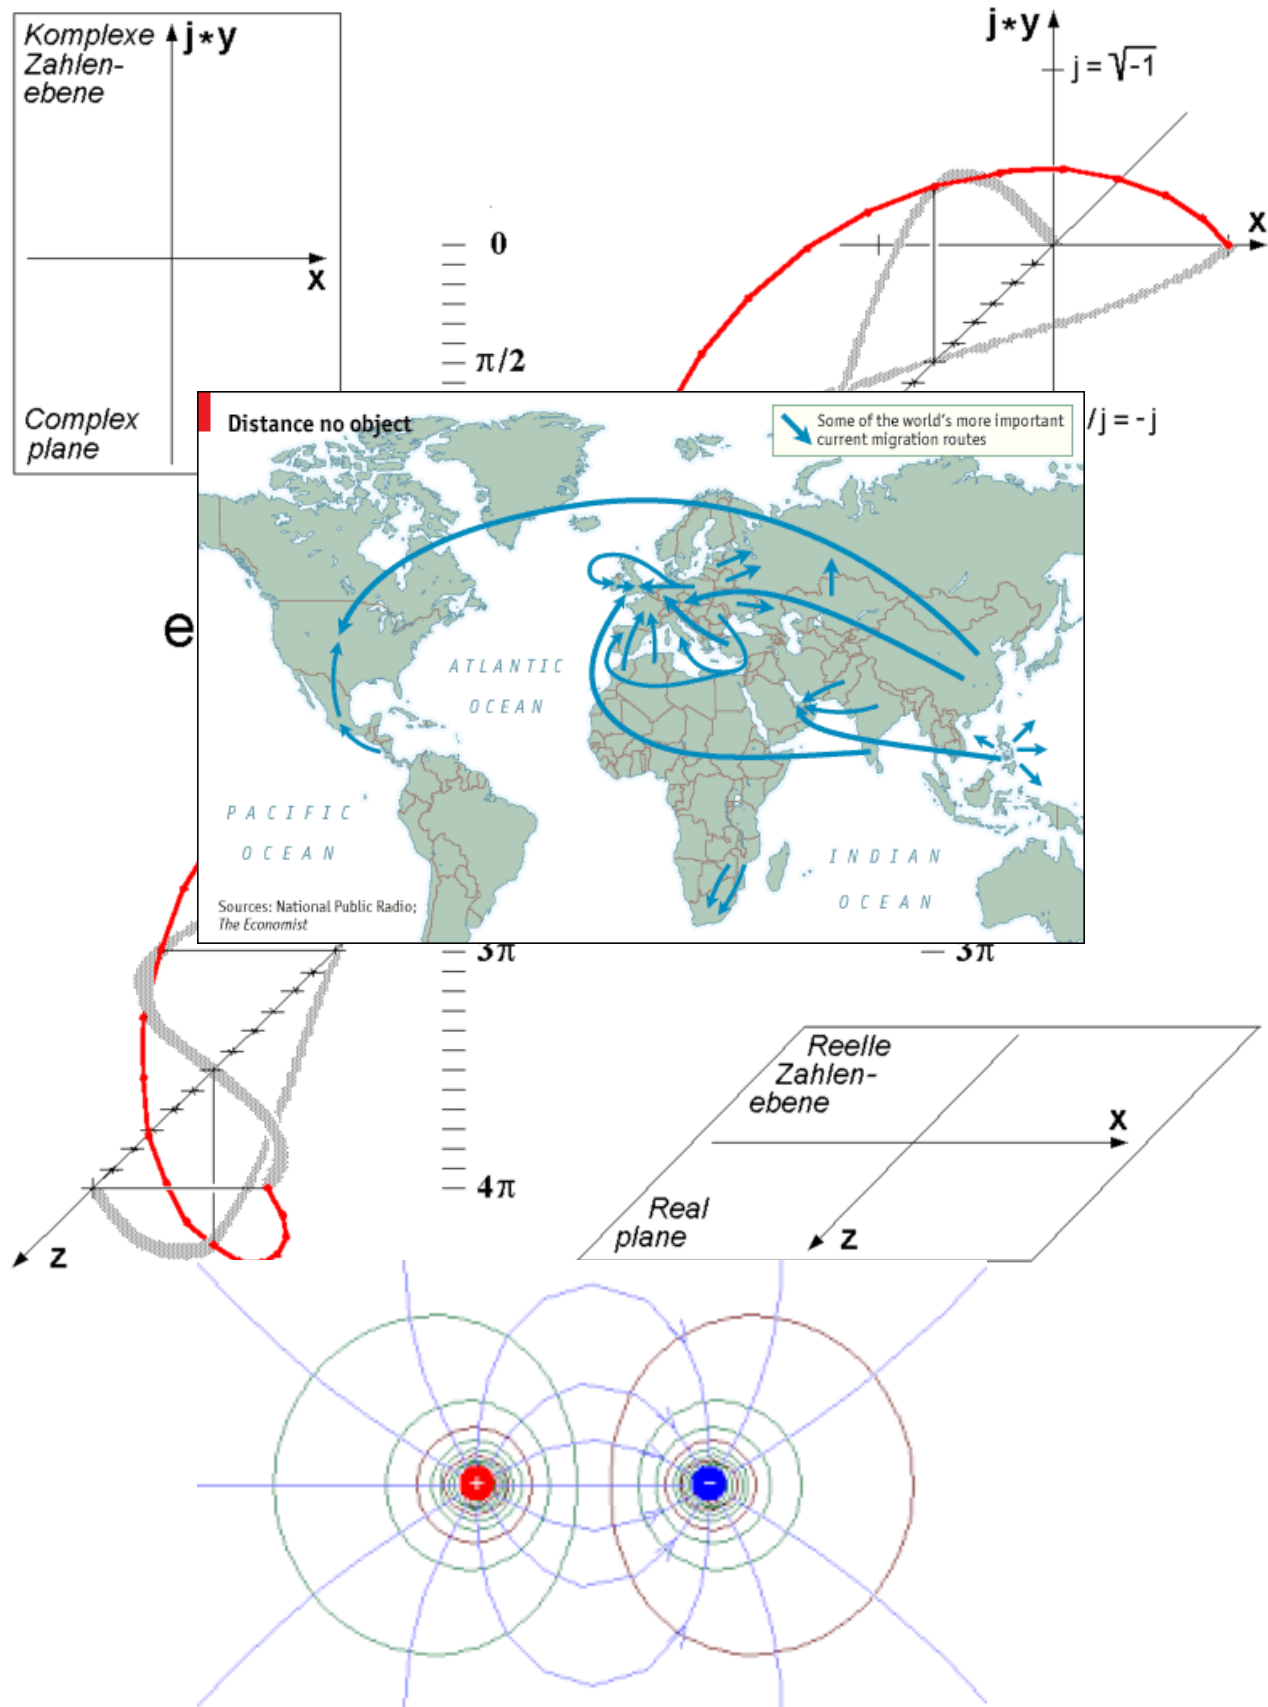 Komplexe
Zahlen-
ebene
j*y
x
Complex
plane
0
π/2
j*y
j = √-1
x
/j = -j
e
Distance no object
Some of the world's more important
current migration routes
ATLANTIC
OCEAN
PACIFIC
OCEAN
INDIAN
OCEAN
Sources: National Public Radio;
The Economist
3π
3π
4π
z
Reelle
Zahlen-
ebene
x
Real
plane
z
+
-